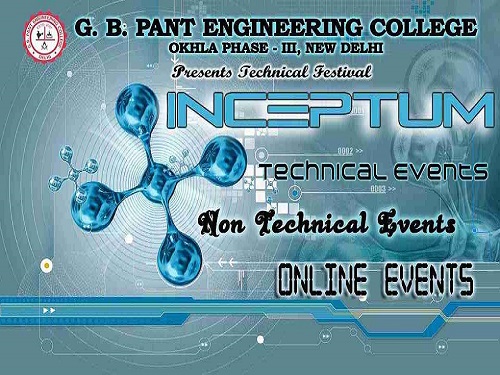 G. B. PANT ENGINEERING COLLEGE
OKHLA PHASE - III, NEW DELHI
Presents Technical Festival
INCEPTUM
Technical Events
Non Technical Events
ONLINE EVENTS